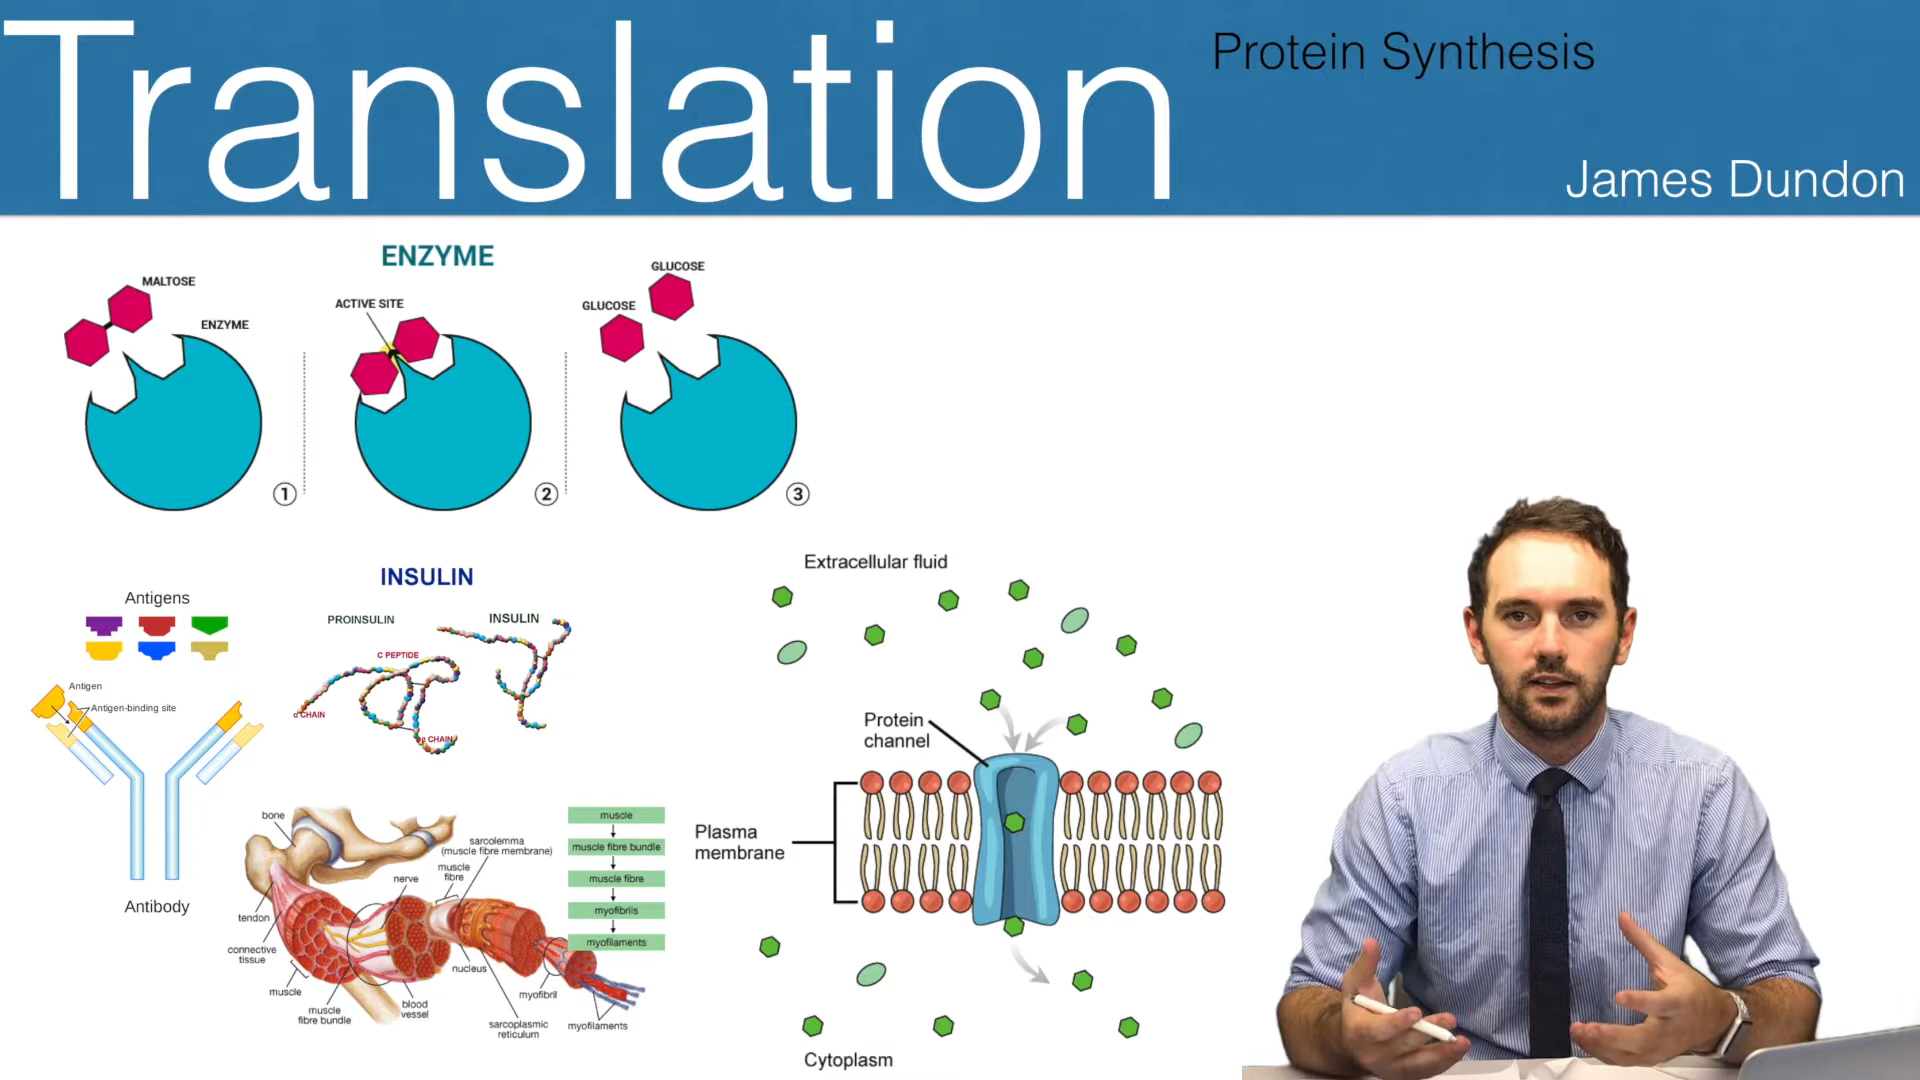 Translation
Protein Synthesis
James Dundon
ENZYME
MALTOSE
ENZYME
1
ACTIVE SITE
2
GLUCOSE
GLUCOSE
3
Antigens
Antigen
Antigen-binding site
Antibody
INSULIN
PROINSULIN
INSULIN
C PEPTIDE
α CHAIN
CHAIN
bone
tendon
connective
tissue
muscle
muscle
fibre bundle
blood
vessel
nerve
muscle
fibre
sarcolemma
(muscle fibre membrane)
nucleus
myofibril
sarcoplasmic
reticulum
myofilaments
muscle
muscle fibre bundle
muscle fibre
myofibrils
myofilaments
Extracellular fluid
Protein
channel
Plasma
membrane
Cytoplasm